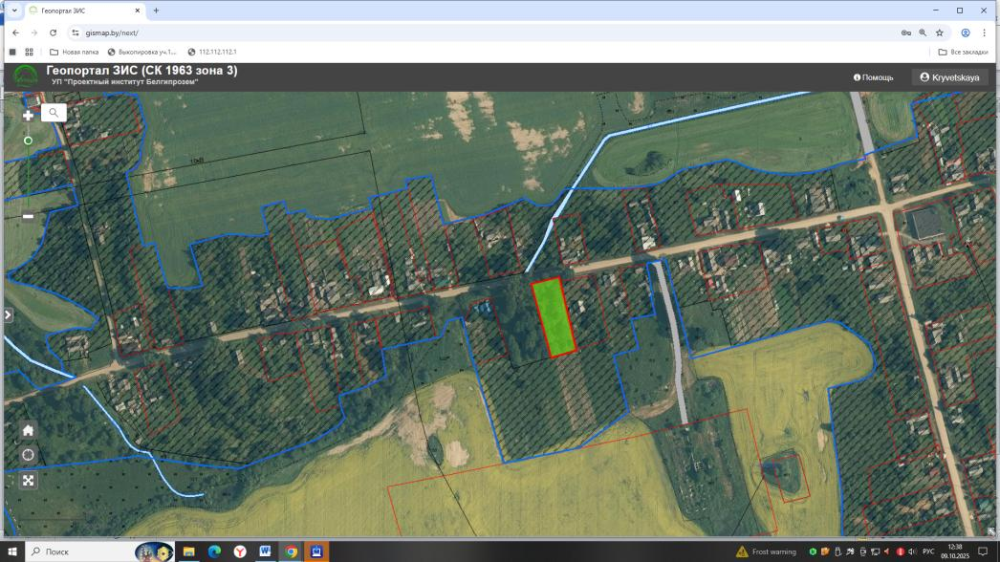 Геопортал ЗИС
gismap.by/next/
Новая папка
Выкопировка уч.1...
112.112.112.1
Все закладки
Геопортал ЗИС (СК 1963 зона 3)
УП "Проектный институт Белгипрозем"
Помощь
Kryvetskaya
10кВ
Поиск
Frost warning
РУС
12:38
09.10.2025